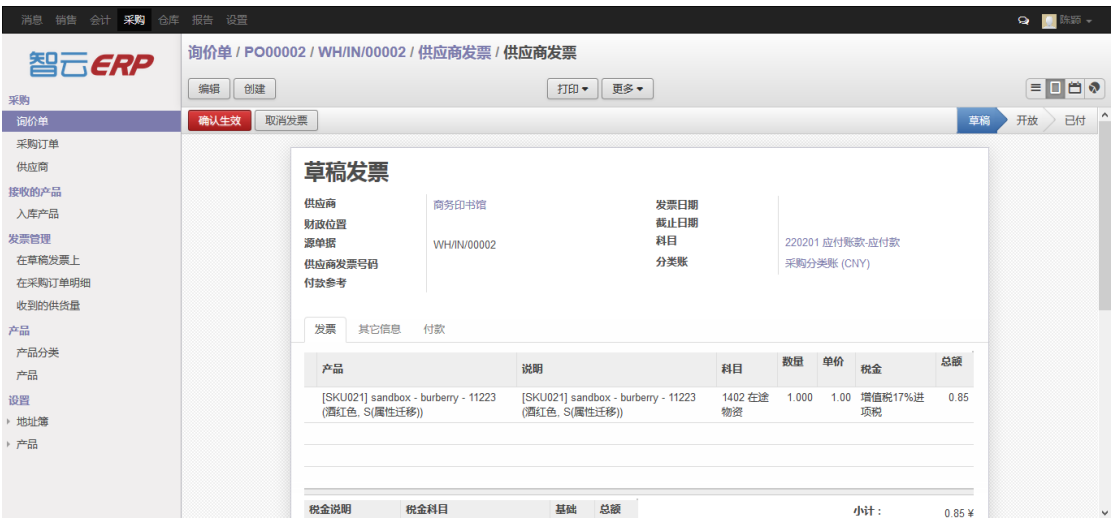 消息 销售 会计 采购 仓库 报告 设置 陈颖
智云ERP
询价单 / PO00002 / WH/IN/00002 / 供应商发票 / 供应商发票
编辑 创建 打印 更多
采购
询价单
确认生效 取消发票 草稿 开放 已付
采购订单
供应商
接收的产品
入库产品
发票管理
在草稿发票上
在采购订单明细
收到的供货量
产品
产品分类
产品
设置
地址簿
产品
草稿发票
供应商 商务印书馆 发票日期
财政位置 截止日期
源单据 WH/IN/00002 科目 220201 应付账款-应付款
供应商发票号码 分类账 采购分类账 (CNY)
付款参考
发票 其它信息 付款
产品 说明 科目 数量 单价 税金 总额
[SKU021] sandbox - burberry - 11223 [SKU021] sandbox - burberry - 11223 1402 在途 1.000 1.00 增值税17%进 0.85
(酒红色, S(属性迁移)) (酒红色, S(属性迁移)) 物资 项税
税金说明 税金科目 基础 总额 小计 : 0.85 ¥